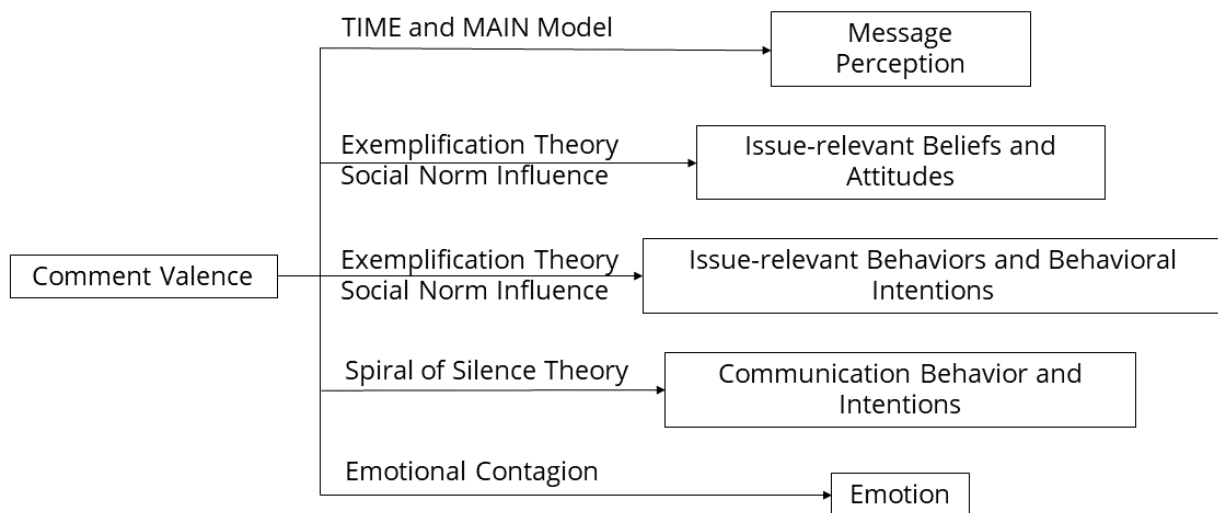 TIME and MAIN Model
Message
Perception
Exemplification Theory
Social Norm Influence
Issue-relevant Beliefs and
Attitudes
Comment Valence
Exemplification Theory
Social Norm Influence
Issue-relevant Behaviors and Behavioral
Intentions
Spiral of Silence Theory
Communication Behavior and
Intentions
Emotional Contagion
Emotion